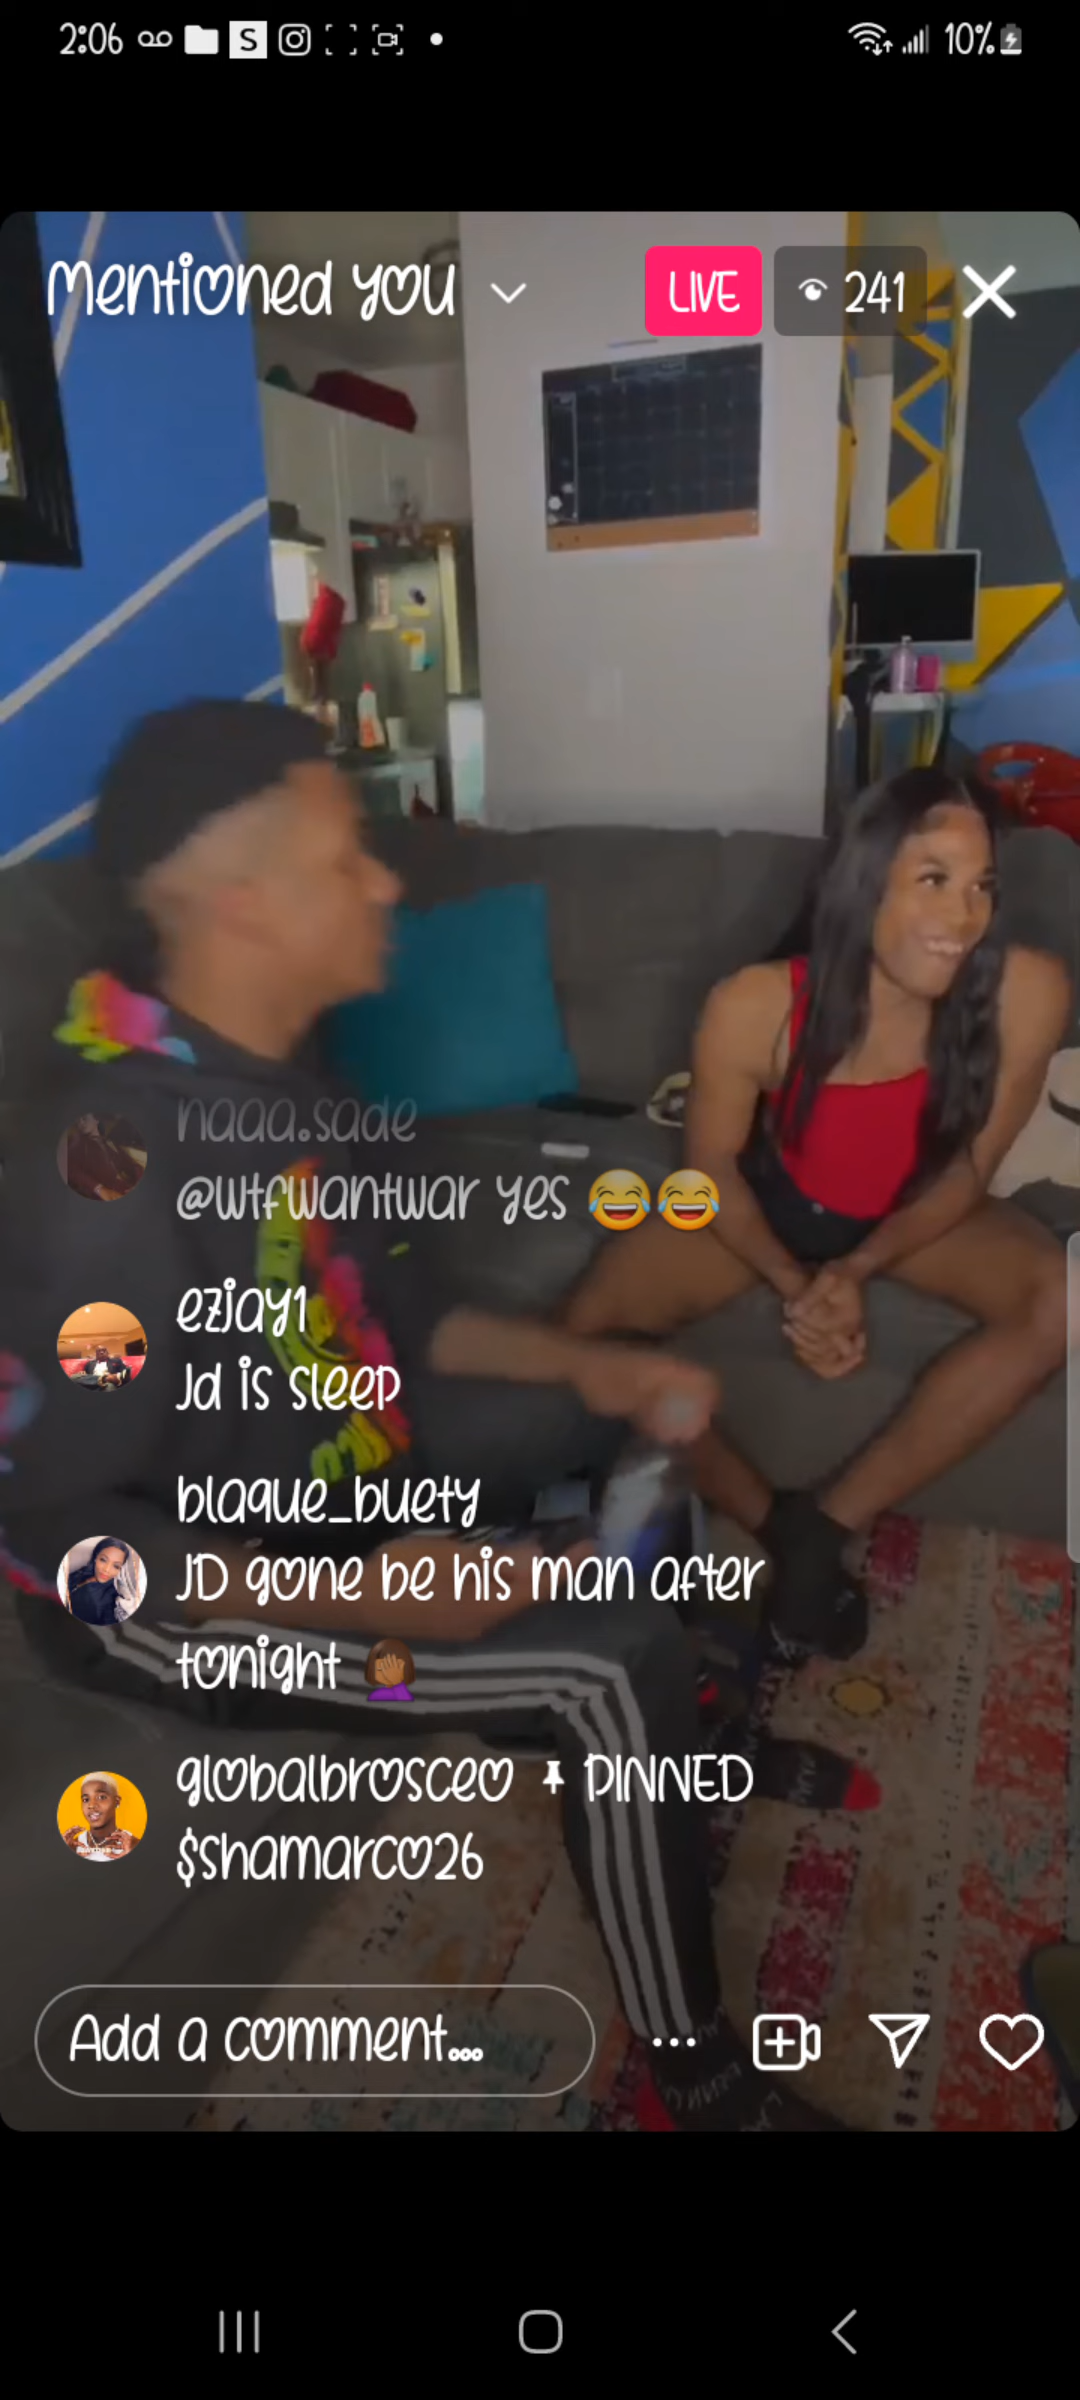 2:06
S
10%
Mentioned you
LIVE
241
naaa.sade
@wtfwantwar yes 😂😂
ezjay1
Jd is sleep
blaque_buety
JD gone be his man after
tonight 🤦🏾‍♀️
globalbrosceo PINNED
$shamarco26
Add a comment...